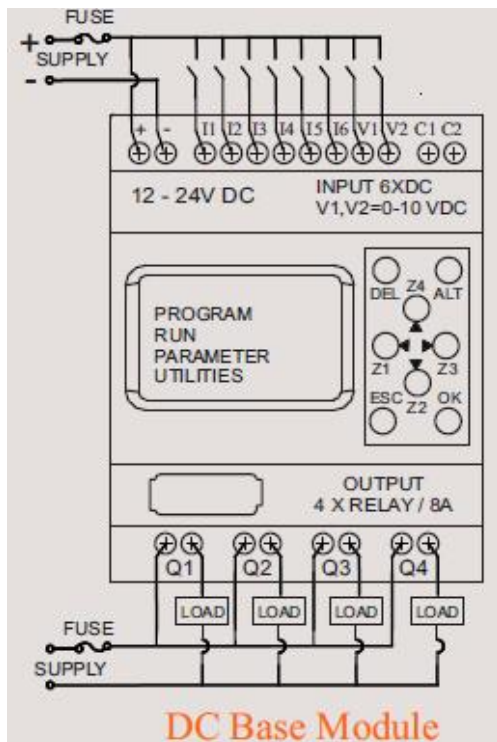 FUSE
+
SUPPLY
-
+ - I1 I2 I3 I4 I5 I6 V1 V2 C1 C2
12 - 24V DC
INPUT 6XDC
V1,V2=0-10 VDC
PROGRAM
RUN
PARAMETER
UTILITIES
DEL Z4 ALT
Z1 Z3
ESC Z2 OK
OUTPUT
4 X RELAY / 8A
Q1 Q2 Q3 Q4
LOAD LOAD LOAD LOAD
FUSE
SUPPLY
DC Base Module